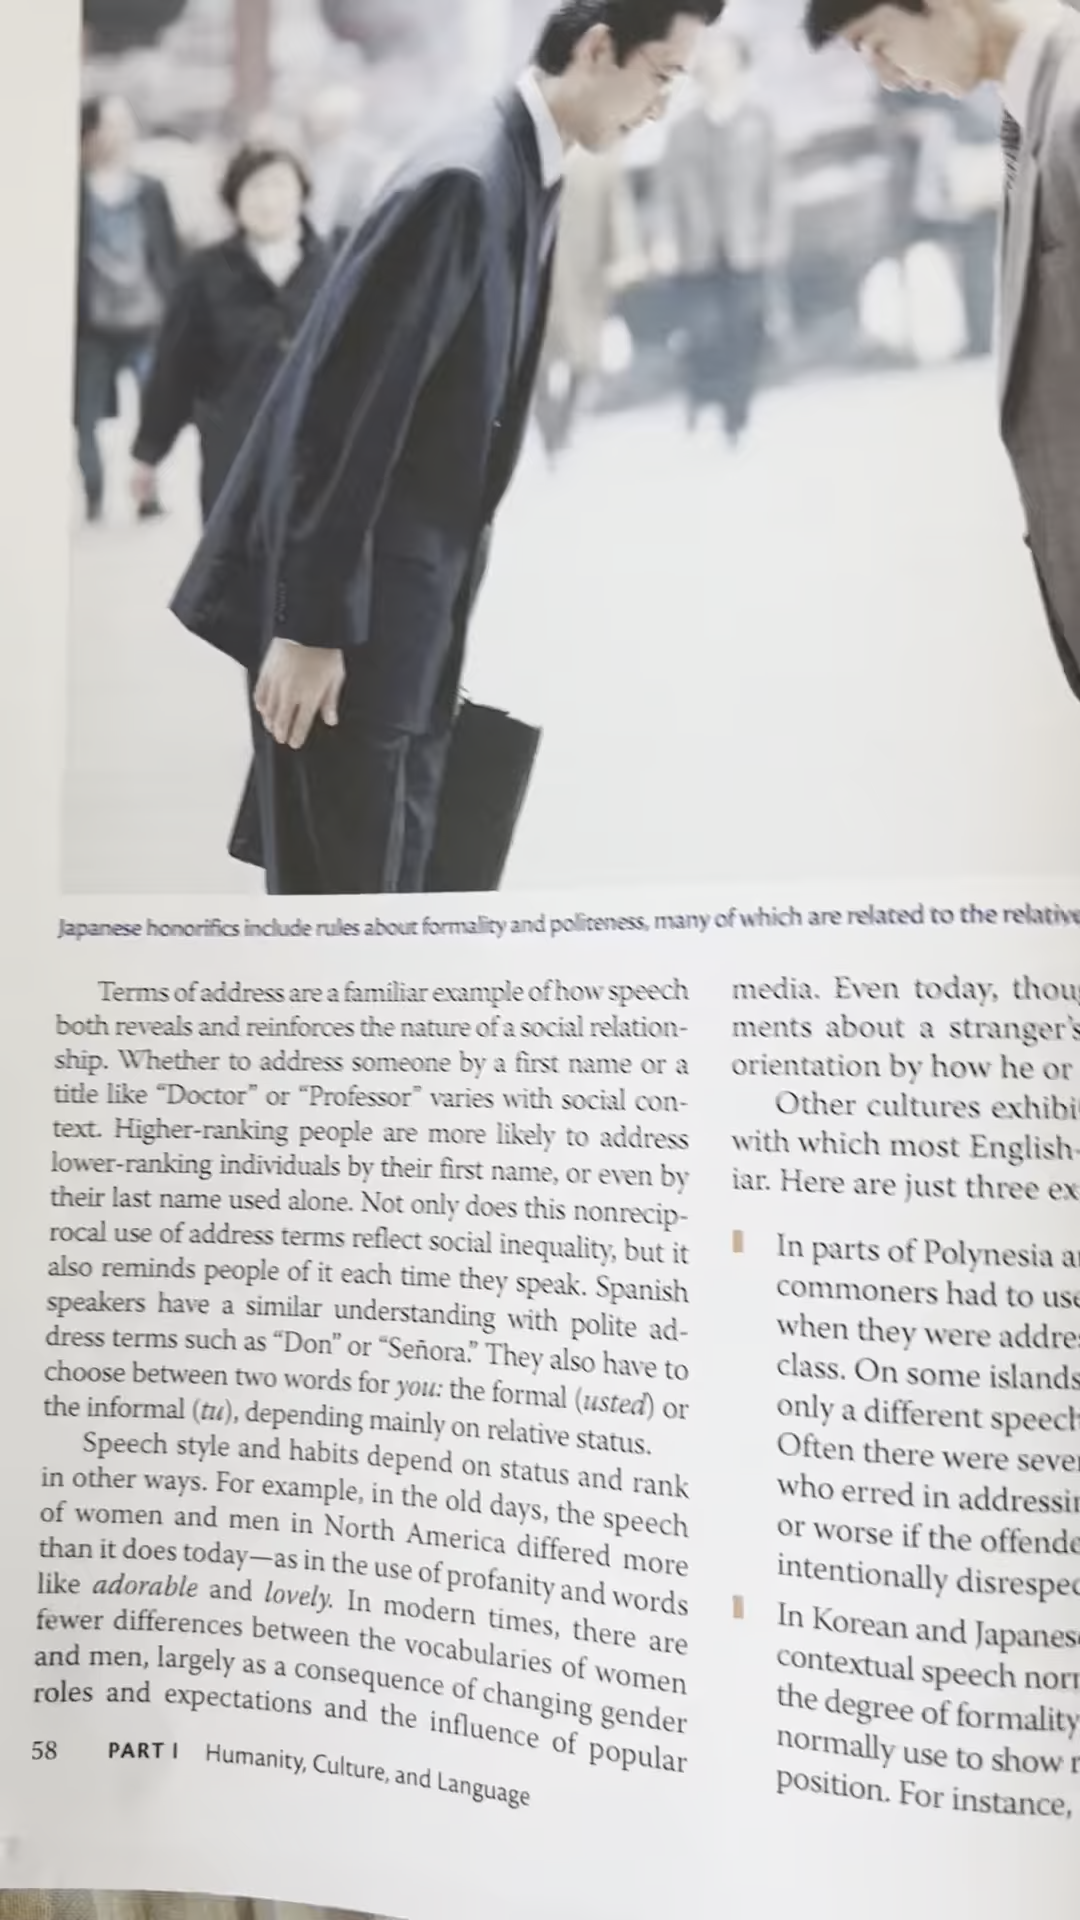 Japanese honorifics include rules about formality and politeness, many of which are related to the relative
Terms of address are a familiar example of how speech
both reveals and reinforces the nature of a social relation-
ship. Whether to address someone by a first name or a
title like “Doctor” or “Professor” varies with social con-
text. Higher-ranking people are more likely to address
lower-ranking individuals by their first name, or even by
their last name used alone. Not only does this nonrecip-
rocal use of address terms reflect social inequality, but it
also reminds people of it each time they speak. Spanish
speakers have a similar understanding with polite ad-
dress terms such as “Don” or “Señora.” They also have to
choose between two words for you: the formal (usted) or
the informal (tu), depending mainly on relative status.
Speech style and habits depend on status and rank
in other ways. For example, in the old days, the speech
of women and men in North America differed more
than it does today—as in the use of profanity and words
like adorable and lovely. In modern times, there are
fewer differences between the vocabularies of women
and men, largely as a consequence of changing gender
roles and expectations and the influence of popular
media. Even today, thoug
ments about a stranger's
orientation by how he or
Other cultures exhibi
with which most English-
iar. Here are just three ex
In parts of Polynesia a
commoners had to use
when they were addre
class. On some islands
only a different speech
Often there were sever
who erred in addressin
or worse if the offende
intentionally disrespec
In Korean and Japanes
contextual speech nor
the degree of formality
normally use to show r
position. For instance,
58 PART I Humanity, Culture, and Language